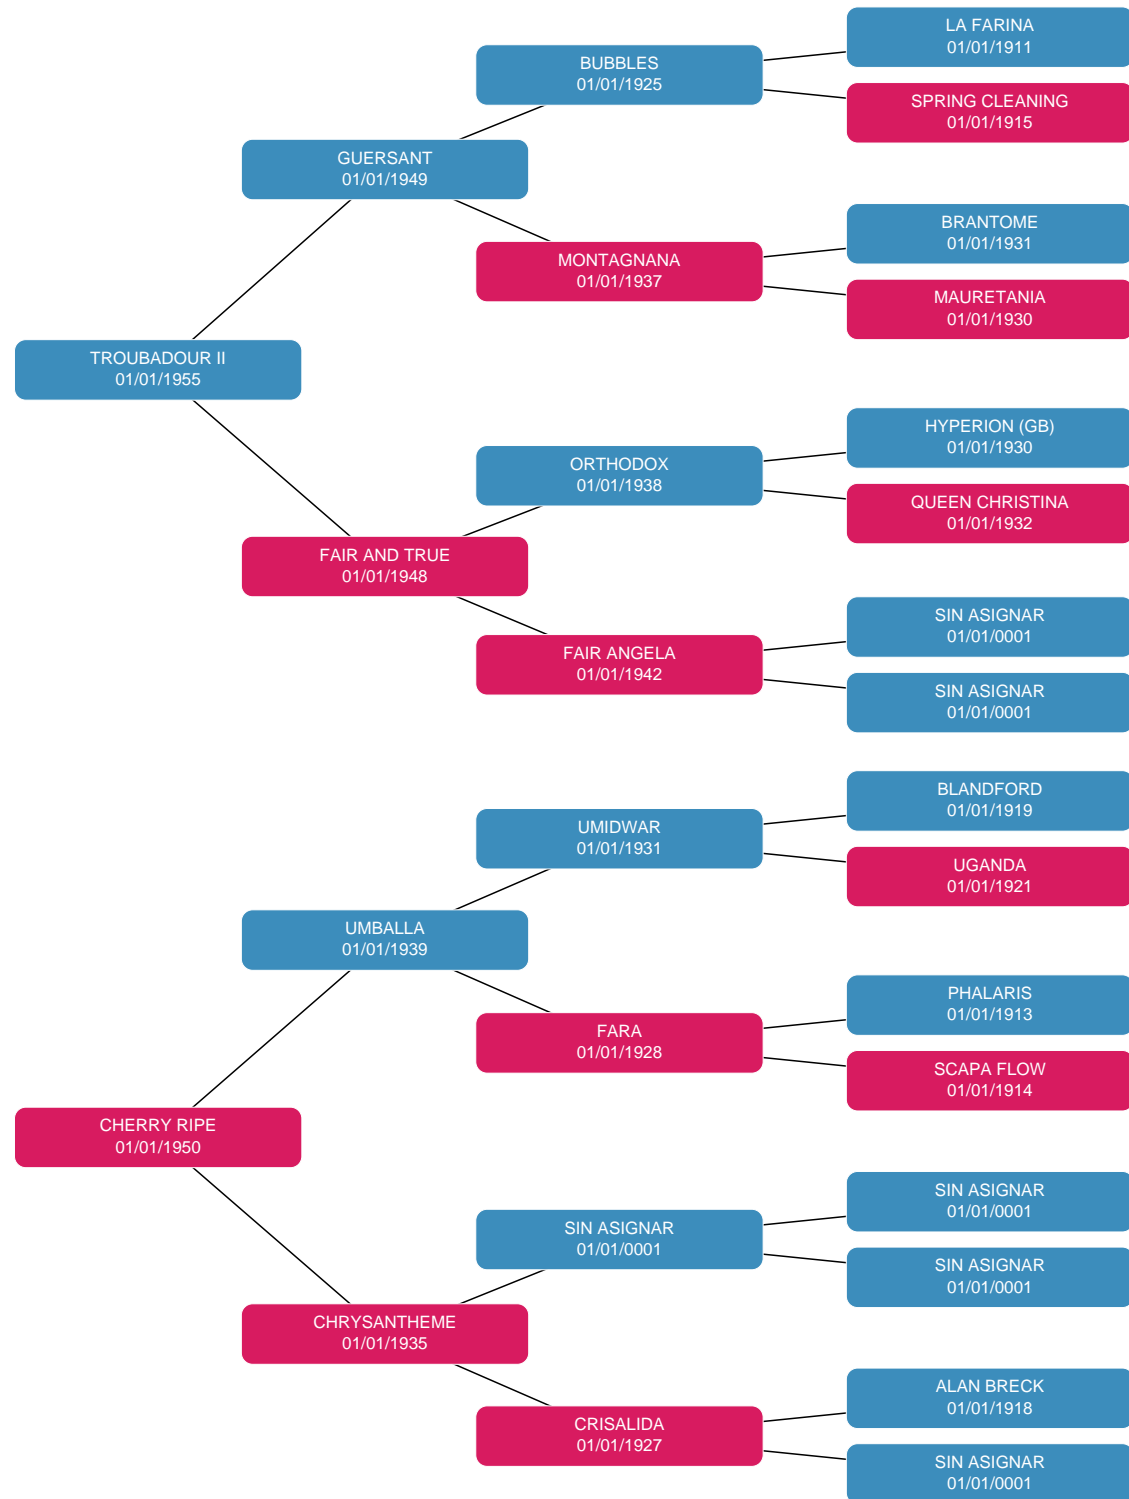 LA FARINA
01/01/1911
BUBBLES
01/01/1925
SPRING CLEANING
01/01/1915
GUERSANT
01/01/1949
BRANTOME
01/01/1931
MONTAGNANA
01/01/1937
MAURETANIA
01/01/1930
TROUBADOUR II
01/01/1955
HYPERION (GB)
01/01/1930
ORTHODOX
01/01/1938
QUEEN CHRISTINA
01/01/1932
FAIR AND TRUE
01/01/1948
SIN ASIGNAR
01/01/0001
FAIR ANGELA
01/01/1942
SIN ASIGNAR
01/01/0001
BLANDFORD
01/01/1919
UMIDWAR
01/01/1931
UGANDA
01/01/1921
UMBALLA
01/01/1939
PHALARIS
01/01/1913
FARA
01/01/1928
SCAPA FLOW
01/01/1914
CHERRY RIPE
01/01/1950
SIN ASIGNAR
01/01/0001
SIN ASIGNAR
01/01/0001
SIN ASIGNAR
01/01/0001
CHRYSANTHEME
01/01/1935
ALAN BRECK
01/01/1918
CRISALIDA
01/01/1927
SIN ASIGNAR
01/01/0001